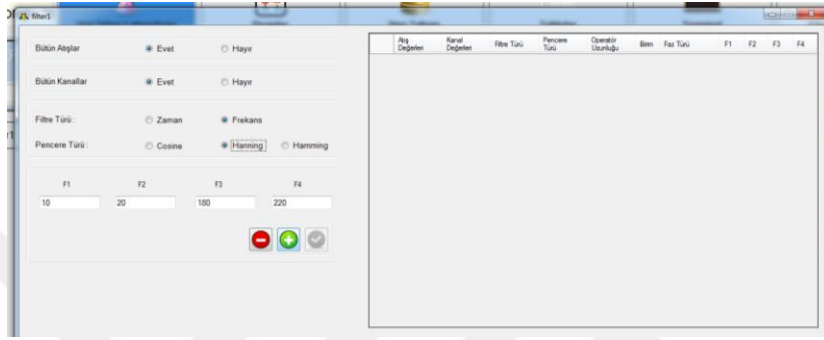 filter1
Bütün Atışlar Evet Hayır
Bütün Kanallar Evet Hayır
Filtre Türü : Zaman Frekans
Pencere Türü : Cosine Hanning Hamming
F1 F2 F3 F4
10 20 180 220
Atış Değerleri Kanal Değerleri Filtre Türü Pencere Türü Operatör Uzunluğu Birim Faz Türü F1 F2 F3 F4